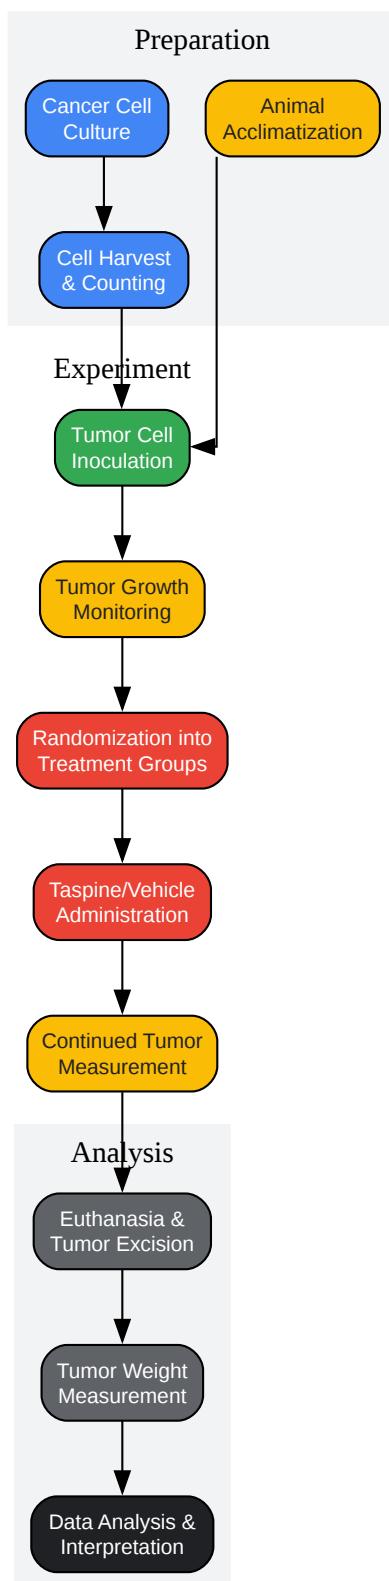 Preparation
Cancer Cell
Culture
Animal
Acclimatization
Cell Harvest
& Counting
Experiment
Tumor Cell
Inoculation
Tumor Growth
Monitoring
Randomization into
Treatment Groups
Taspine/Vehicle
Administration
Continued Tumor
Measurement
Analysis
Euthanasia &
Tumor Excision
Tumor Weight
Measurement
Data Analysis &
Interpretation